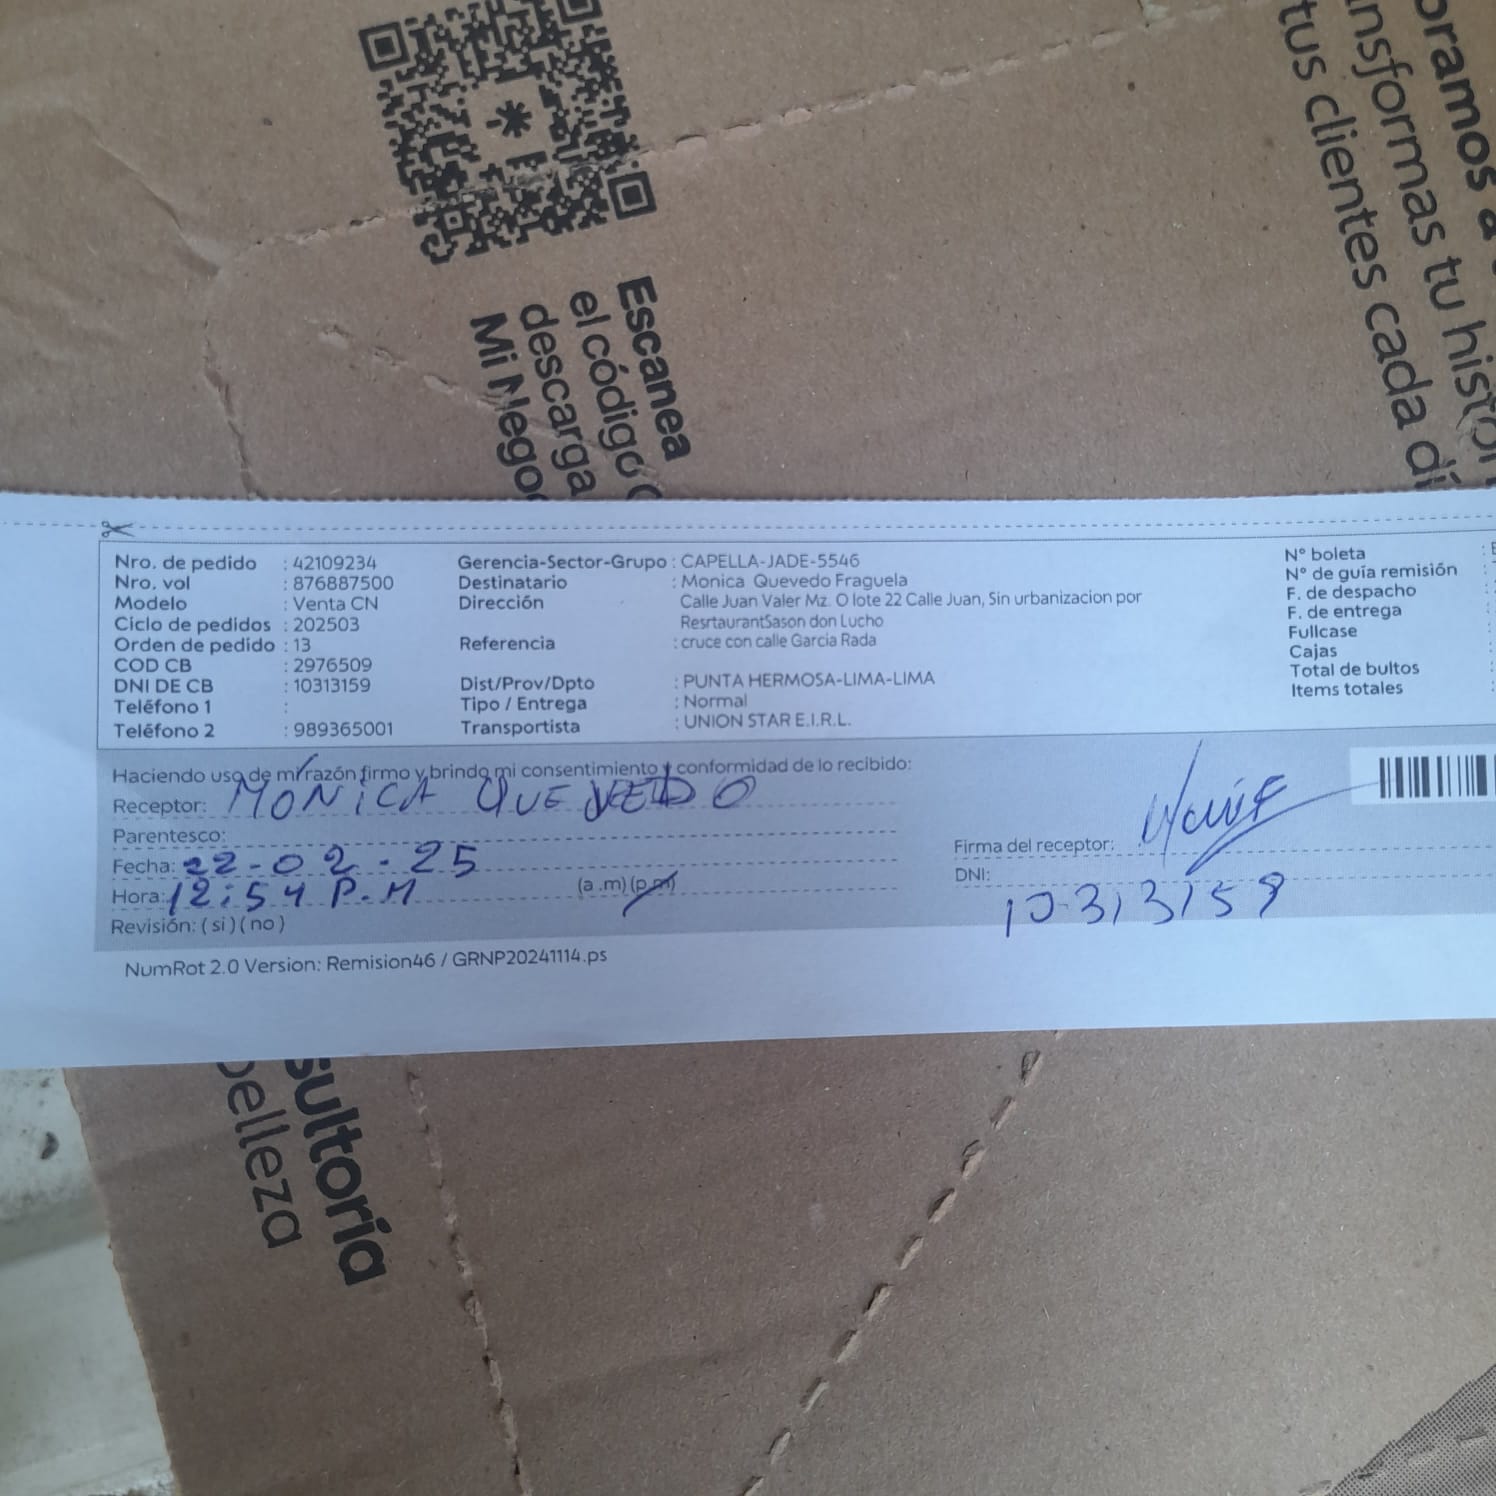 Escanea
el código
descarga
Mi Nego
tus clientes cada dí
nsformas tu histor
oramos a
Nro. de pedido : 42109234
Nro. vol : 876887500
Modelo : Venta CN
Ciclo de pedidos : 202503
Orden de pedido : 13
COD CB : 2976509
DNI DE CB : 10313159
Teléfono 1 :
Teléfono 2 : 989365001
Gerencia-Sector-Grupo : CAPELLA-JADE-5546
Destinatario : Monica Quevedo Fraguela
Dirección : Calle Juan Valer Mz. O lote 22 Calle Juan, Sin urbanizacion por
ResrtaurantSason don Lucho
Referencia : cruce con calle Garcia Rada
Dist/Prov/Dpto : PUNTA HERMOSA-LIMA-LIMA
Tipo / Entrega : Normal
Transportista : UNION STAR E.I.R.L.
N° boleta :
N° de guía remisión :
F. de despacho :
F. de entrega :
Fullcase :
Cajas :
Total de bultos :
Items totales :
Haciendo uso de mi razón firmo y brindo mi consentimiento y conformidad de lo recibido:
Receptor: MONICA QUEVEDO
Parentesco:
Fecha: 22-02-25
Hora: 12:54 P.M (a.m)(p.m)
Revisión: (si)(no)
Firma del receptor:
DNI: 10313159
NumRot 2.0 Version: Remision46 / GRNP20241114.ps
sultoría
belleza